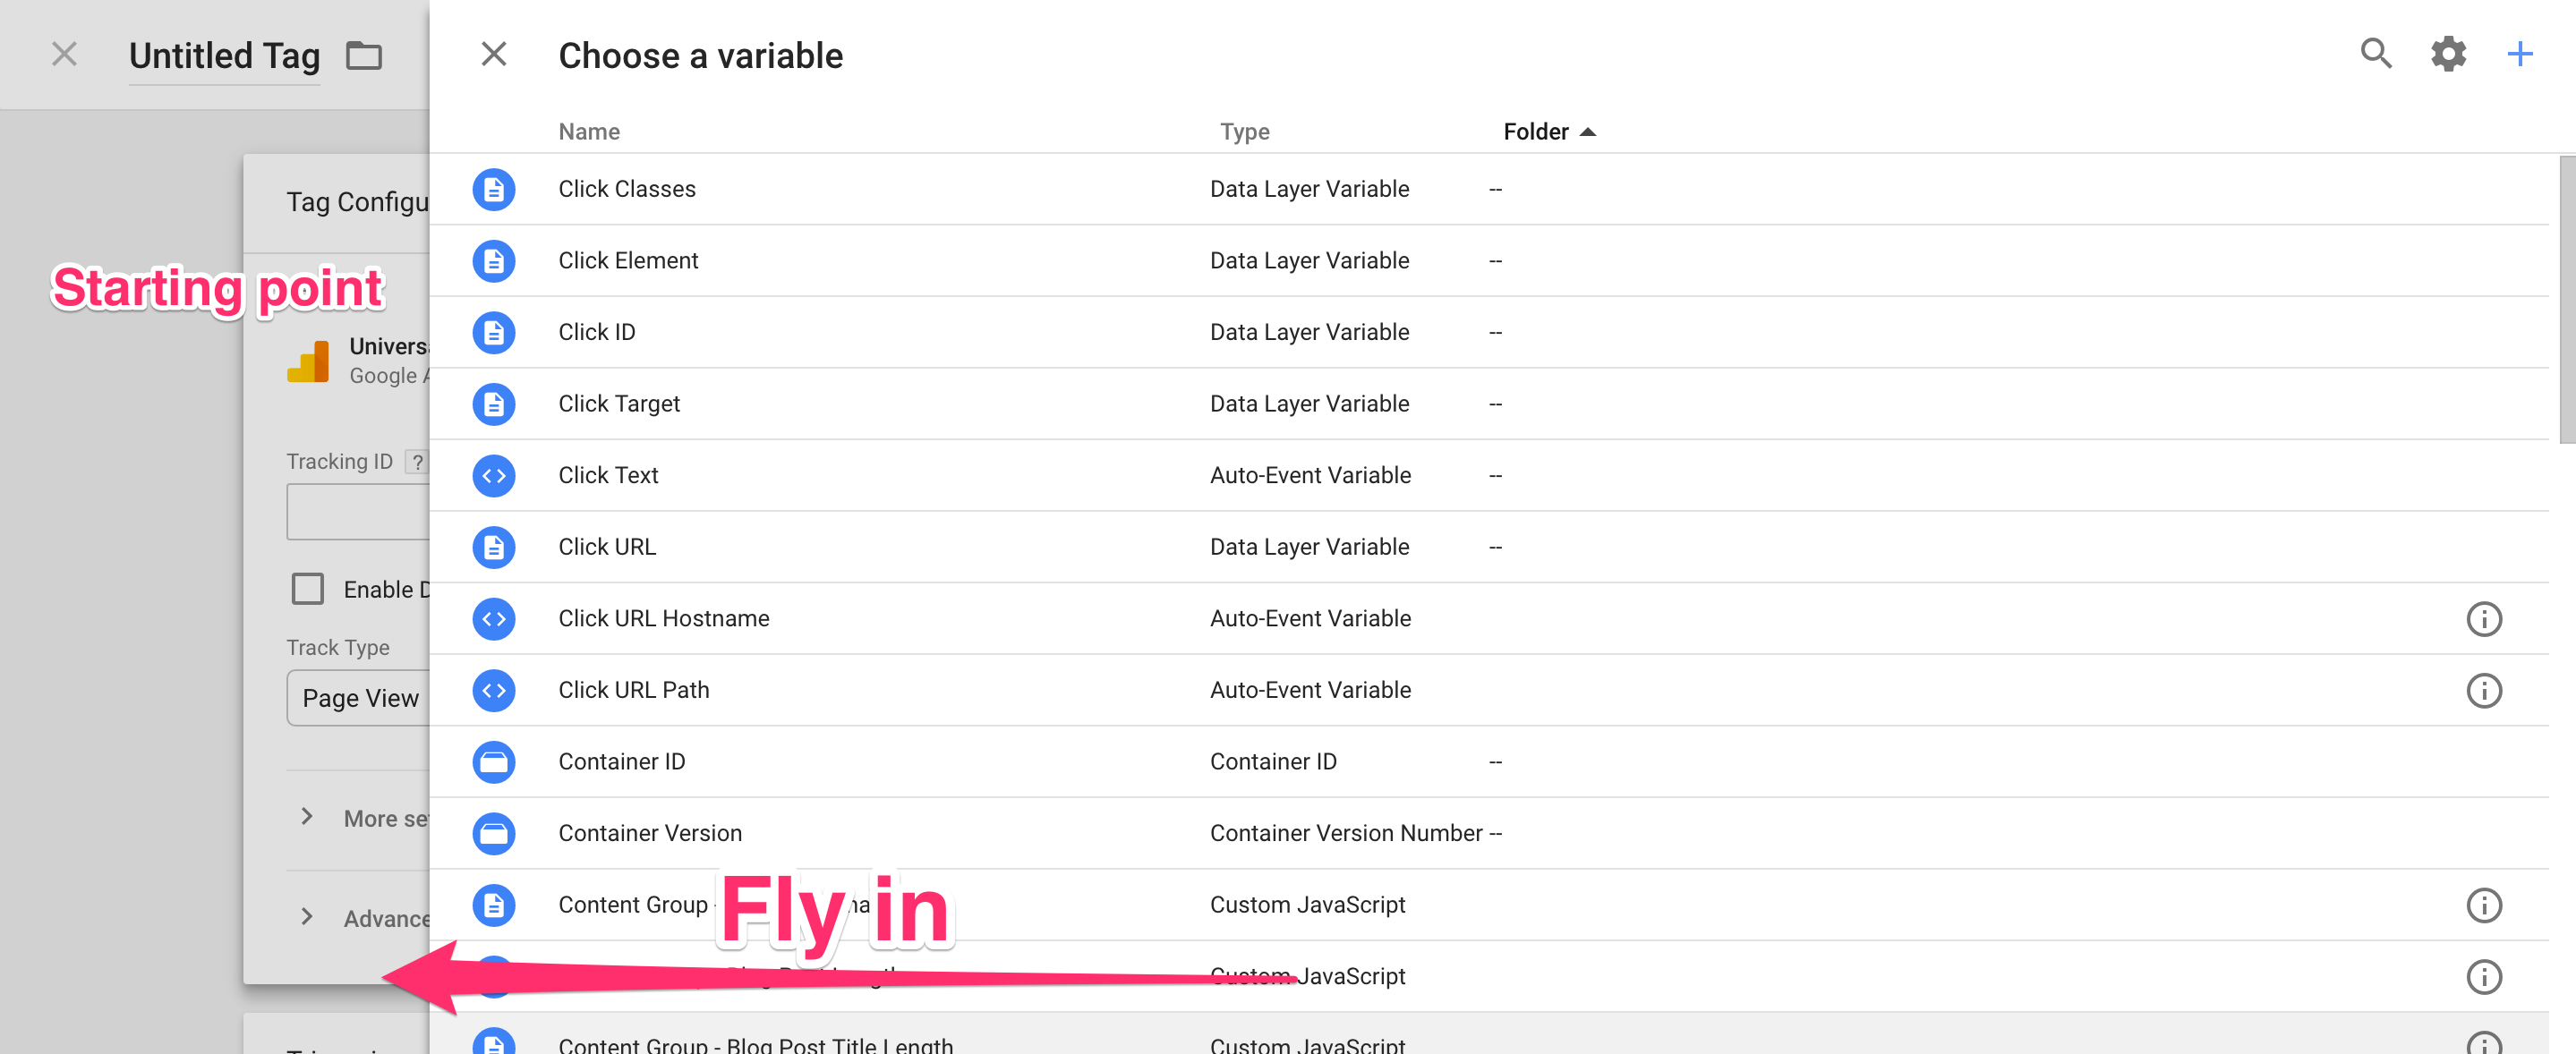 Untitled Tag
Choose a variable
Name Type Folder
Tag Configu
Click Classes Data Layer Variable --
Click Element Data Layer Variable --
Starting point
Click ID Data Layer Variable --
Univers
Google A
Click Target Data Layer Variable --
Tracking ID ?
Click Text Auto-Event Variable --
Click URL Data Layer Variable --
Enable D
Click URL Hostname Auto-Event Variable
Track Type
Page View
Click URL Path Auto-Event Variable
Container ID Container ID --
More se
Container Version Container Version Number --
Content Group - Custom JavaScript
Fly in
Advance
Custom JavaScript
Content Group - Blog Post Title Length Custom JavaScript